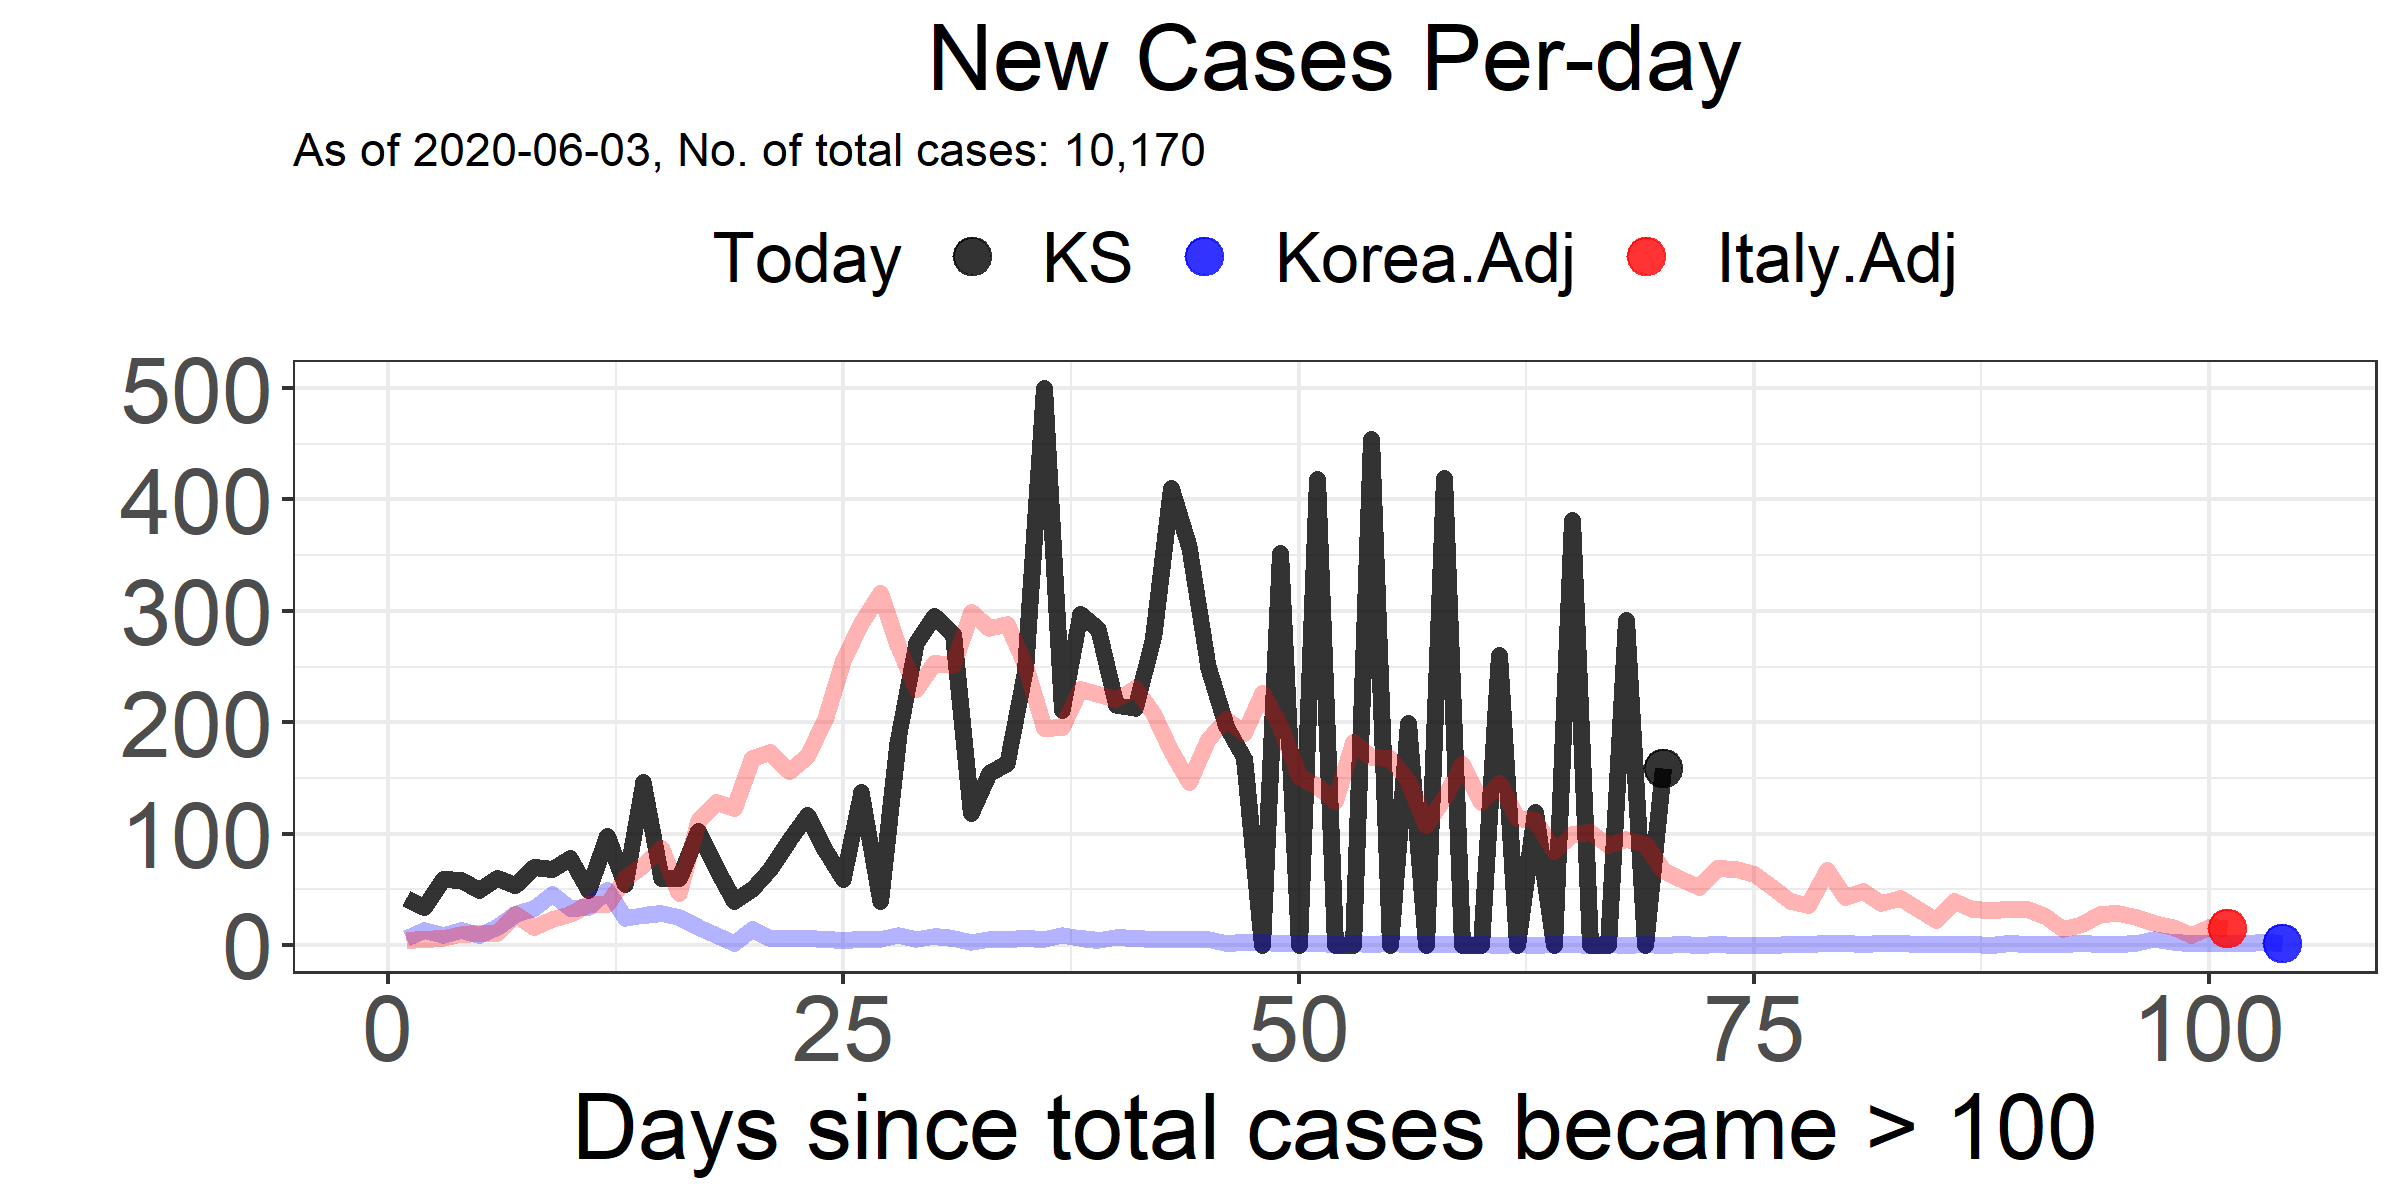 New Cases Per-day
As of 2020-06-03, No. of total cases: 10,170
Today KS Korea.Adj Italy.Adj
500
400
300
200
100
0
0 25 50 75 100
Days since total cases became > 100